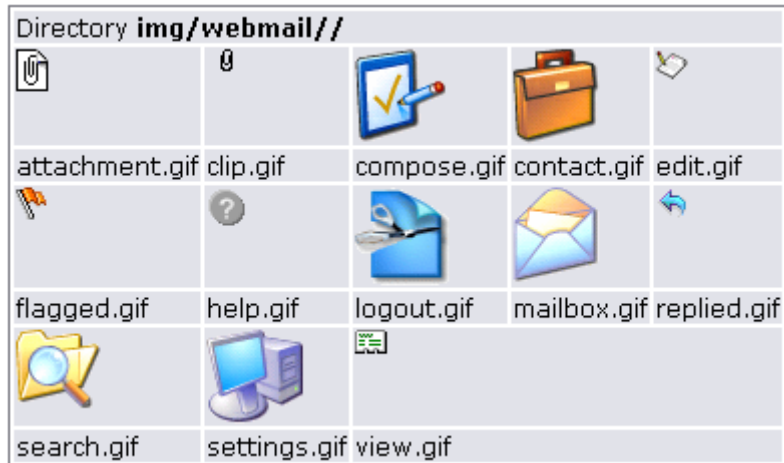 Directory img/webmail//
attachment.gif clip.gif compose.gif contact.gif edit.gif
?
flagged.gif help.gif logout.gif mailbox.gif replied.gif
search.gif settings.gif view.gif